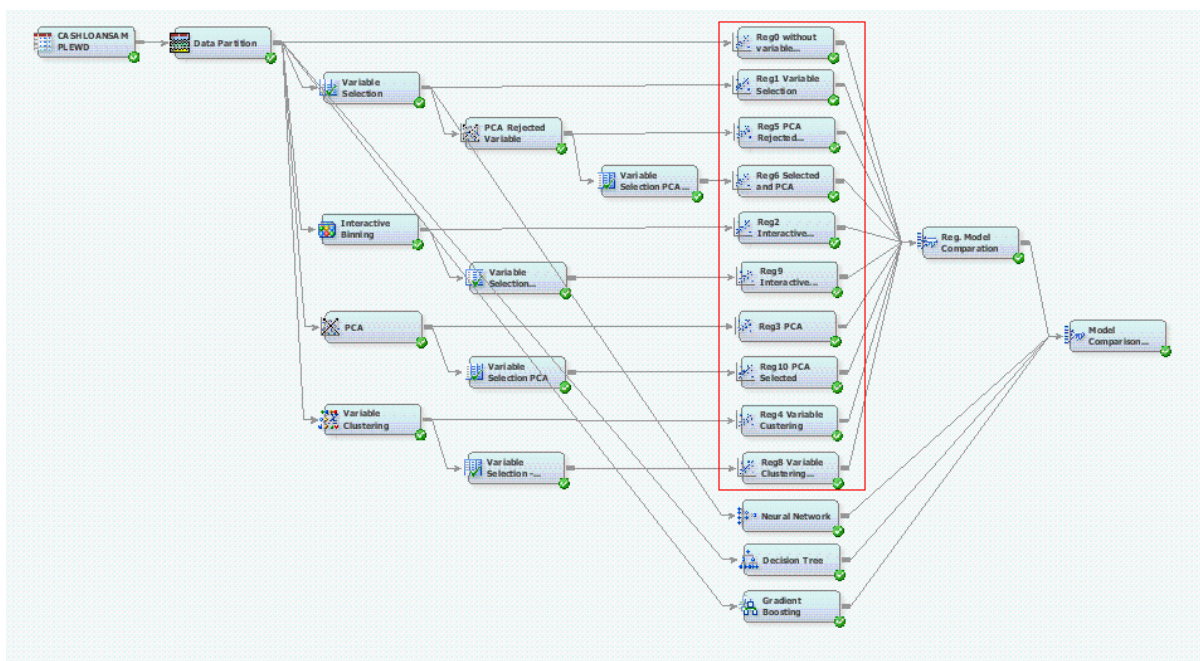 CASHLOANSAM
PLEWD
Data Partition
Reg0 without
variable...
Variable
Selection
Reg1 Variable
Selection
PCA Rejected
Variable
Reg5 PCA
Rejected...
Variable
Selection PCA...
Reg6 Selected
and PCA
Interactive
Binning
Reg2
Interactive...
Reg. Model
Comparation
Variable
Selection...
Reg9
Interactive...
PCA
Reg3 PCA
Model
Comparison...
Variable
Selection PCA
Reg10 PCA
Selected
Variable
Clustering
Reg4 Variable
Custering
Variable
Selection -...
Reg8 Variable
Clustering...
Neural Network
Decision Tree
Gradient
Boosting